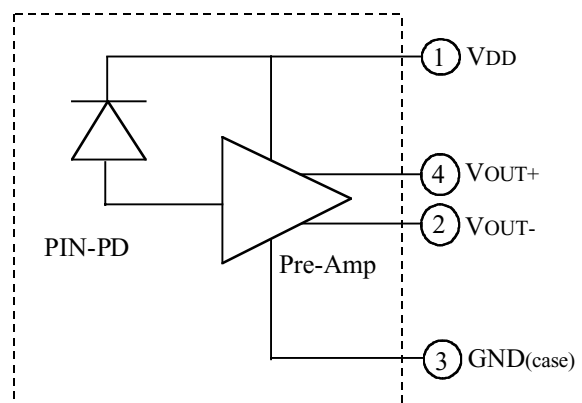 1 VDD
4 VOUT+
2 VOUT-
PIN-PD
Pre-Amp
3 GND(case)